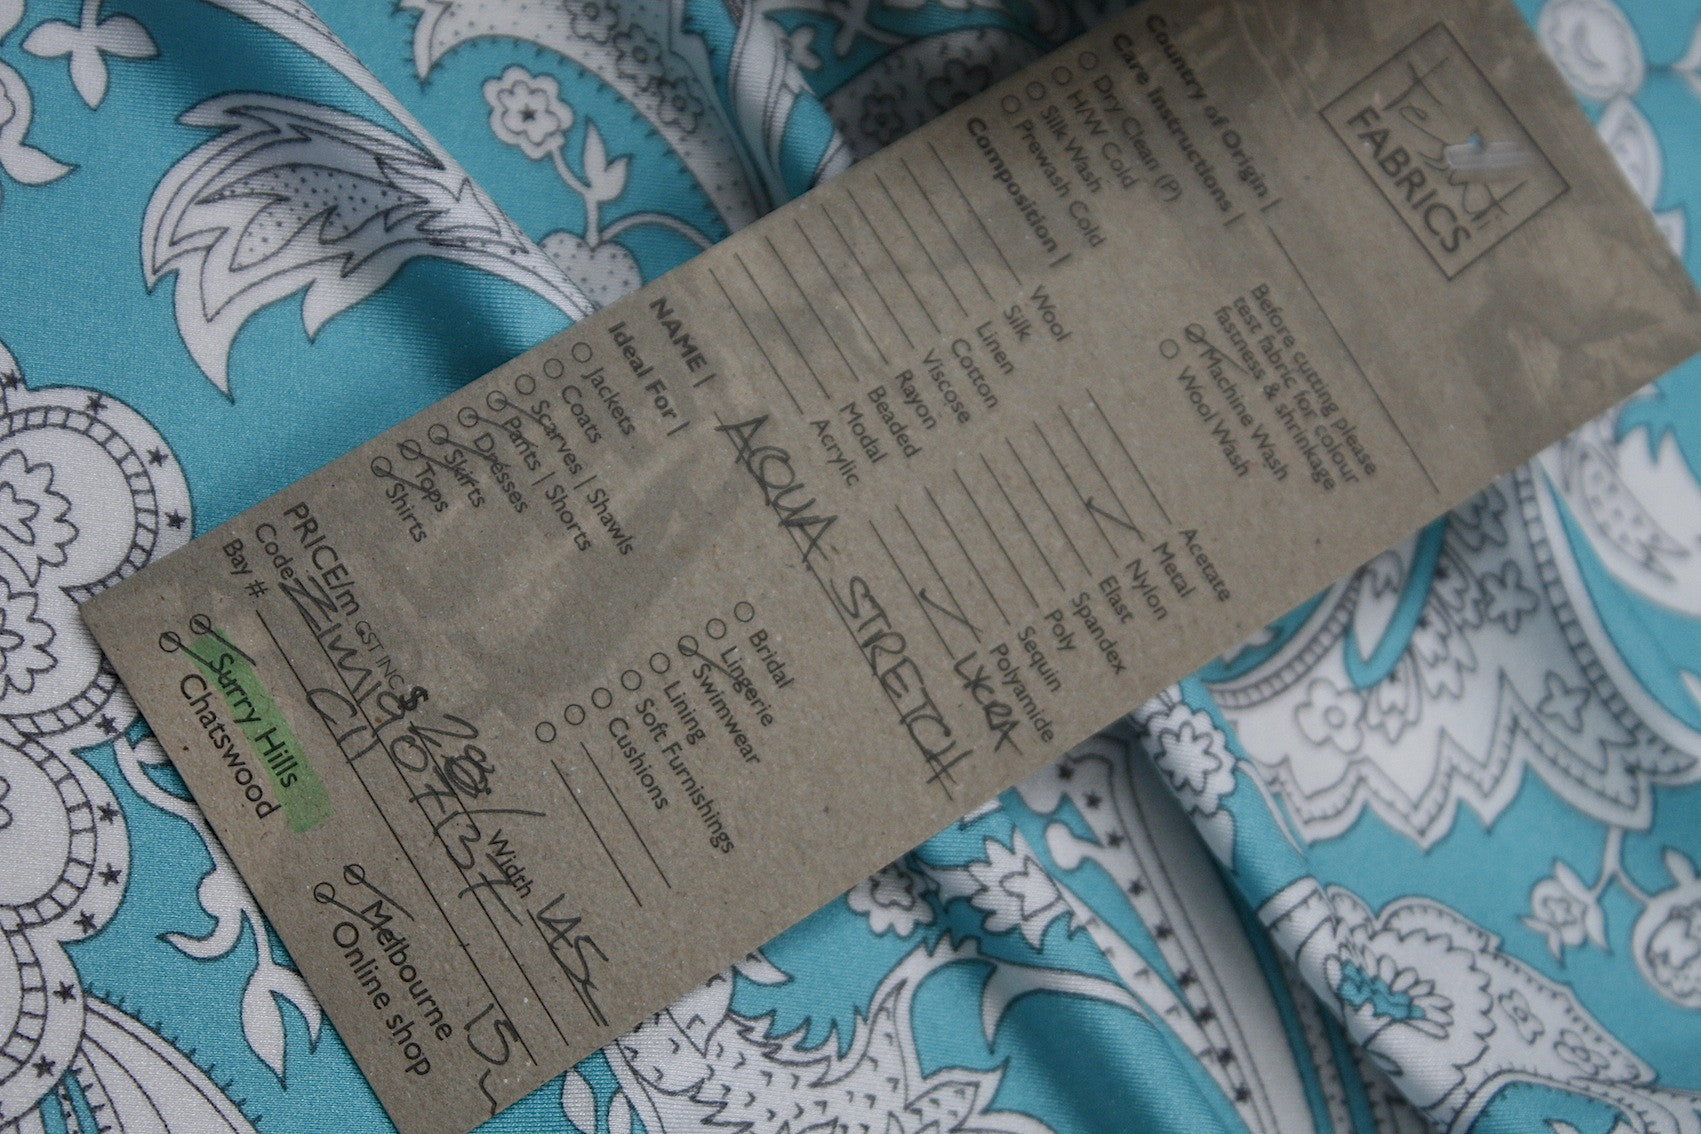 Tessuti
FABRICS
Country of Origin |
Care Instructions |
Dry Clean (P)
H/W Cold
Silk Wash
Prewash Cold
Before cutting please
test fabric for colour
fastness & shrinkage
Machine Wash
Wool Wash
Composition |
Wool
Silk
Linen
Cotton
Viscose
Rayon
Beaded
Modal
Acrylic
Acetate
Metal
Nylon
Elast
Spandex
Poly
Sequin
Polyamide
LYCRA
NAME | ACQUA STRETCH
Ideal For |
Jackets
Coats
Scarves | Shawls
Pants | Shorts
Dresses
Skirts
Tops
Shirts
Bridal
Lingerie
Swimwear
Lining
Soft Furnishings
Cushions
PRICE/m GST INC $ 28 Width 145
Code
Bay #
Surry Hills
Chatswood
Melbourne
Online shop